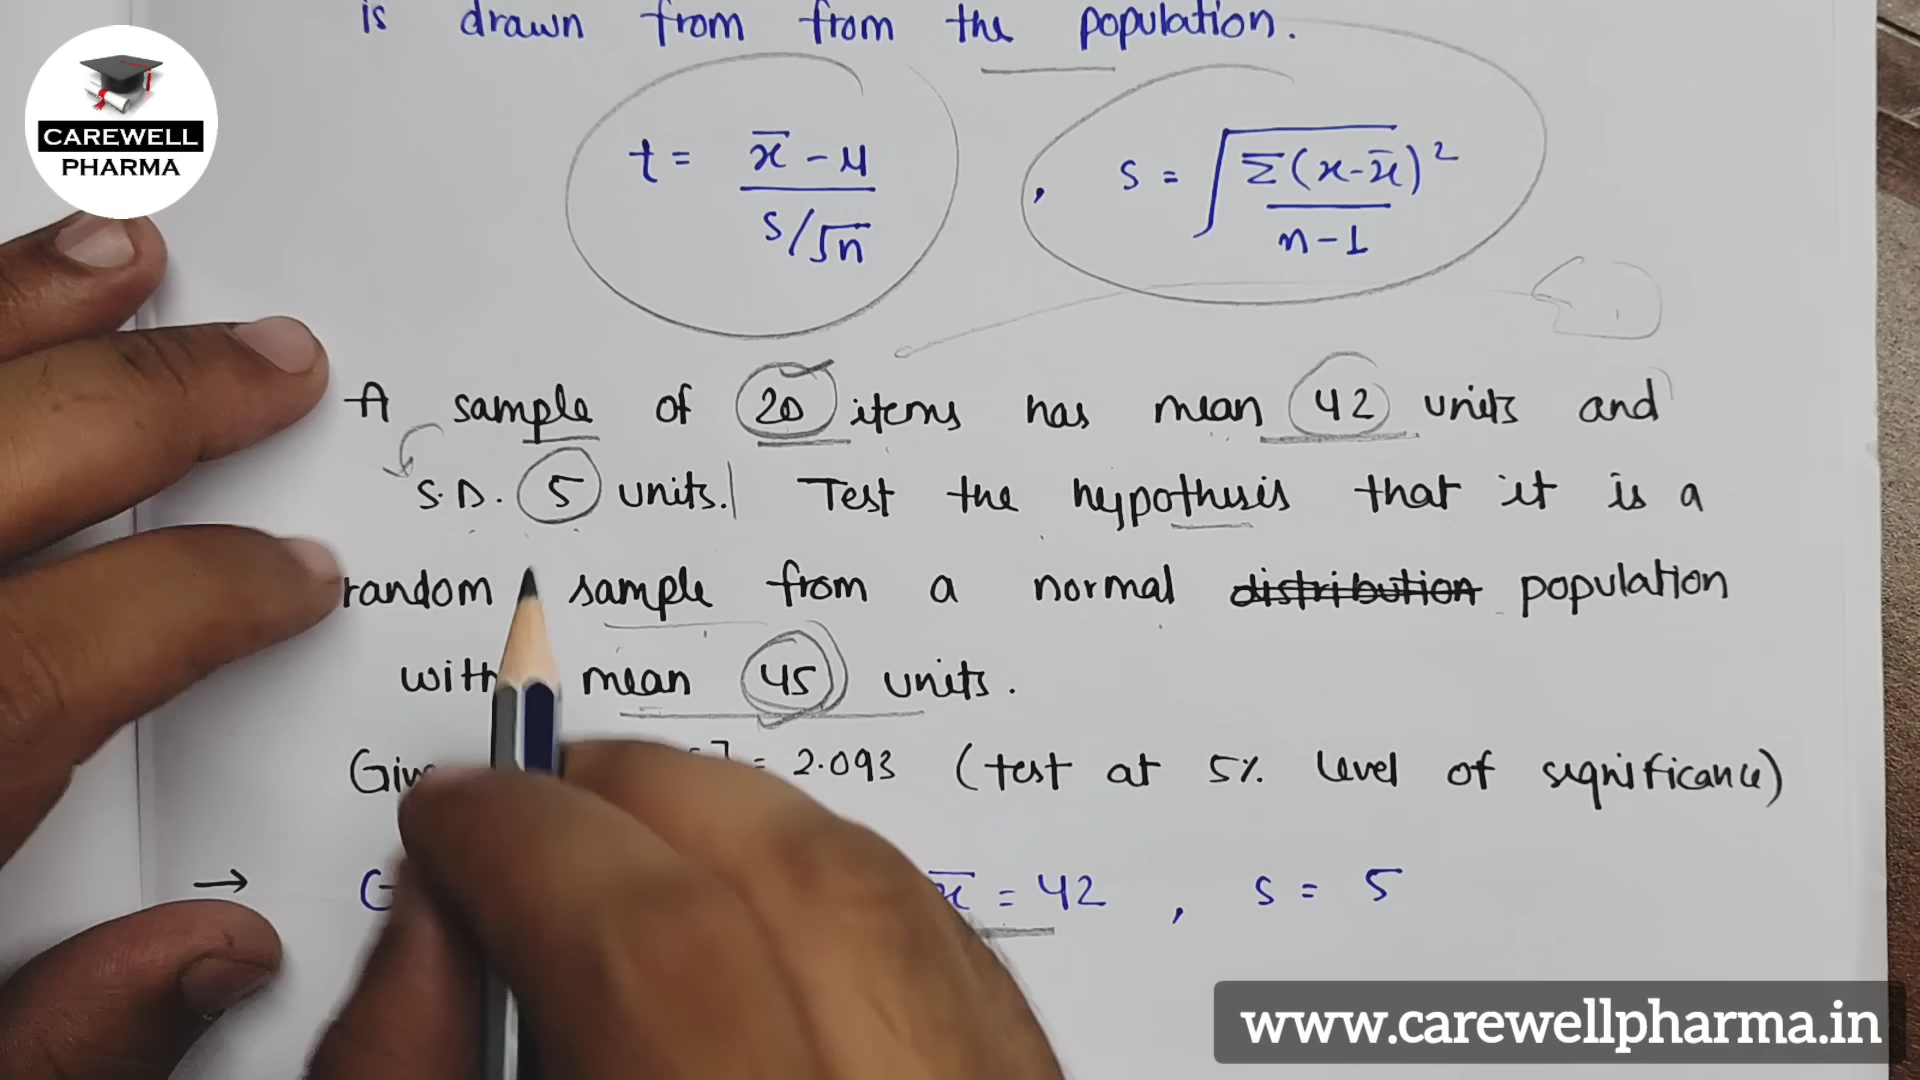 is drawn from from the population.
CAREWELL
PHARMA
t = x̄ - μ / s/√n , s = √Σ(x-x̄)² / n-1
A sample of 20 items has mean 42 units and
S.D. 5 units. Test the hypothesis that it is a
random sample from a normal distribution population
with mean 45 units.
= 2.093 (test at 5% level of significance)
→ x̄ = 42 , s = 5
www.carewellpharma.in